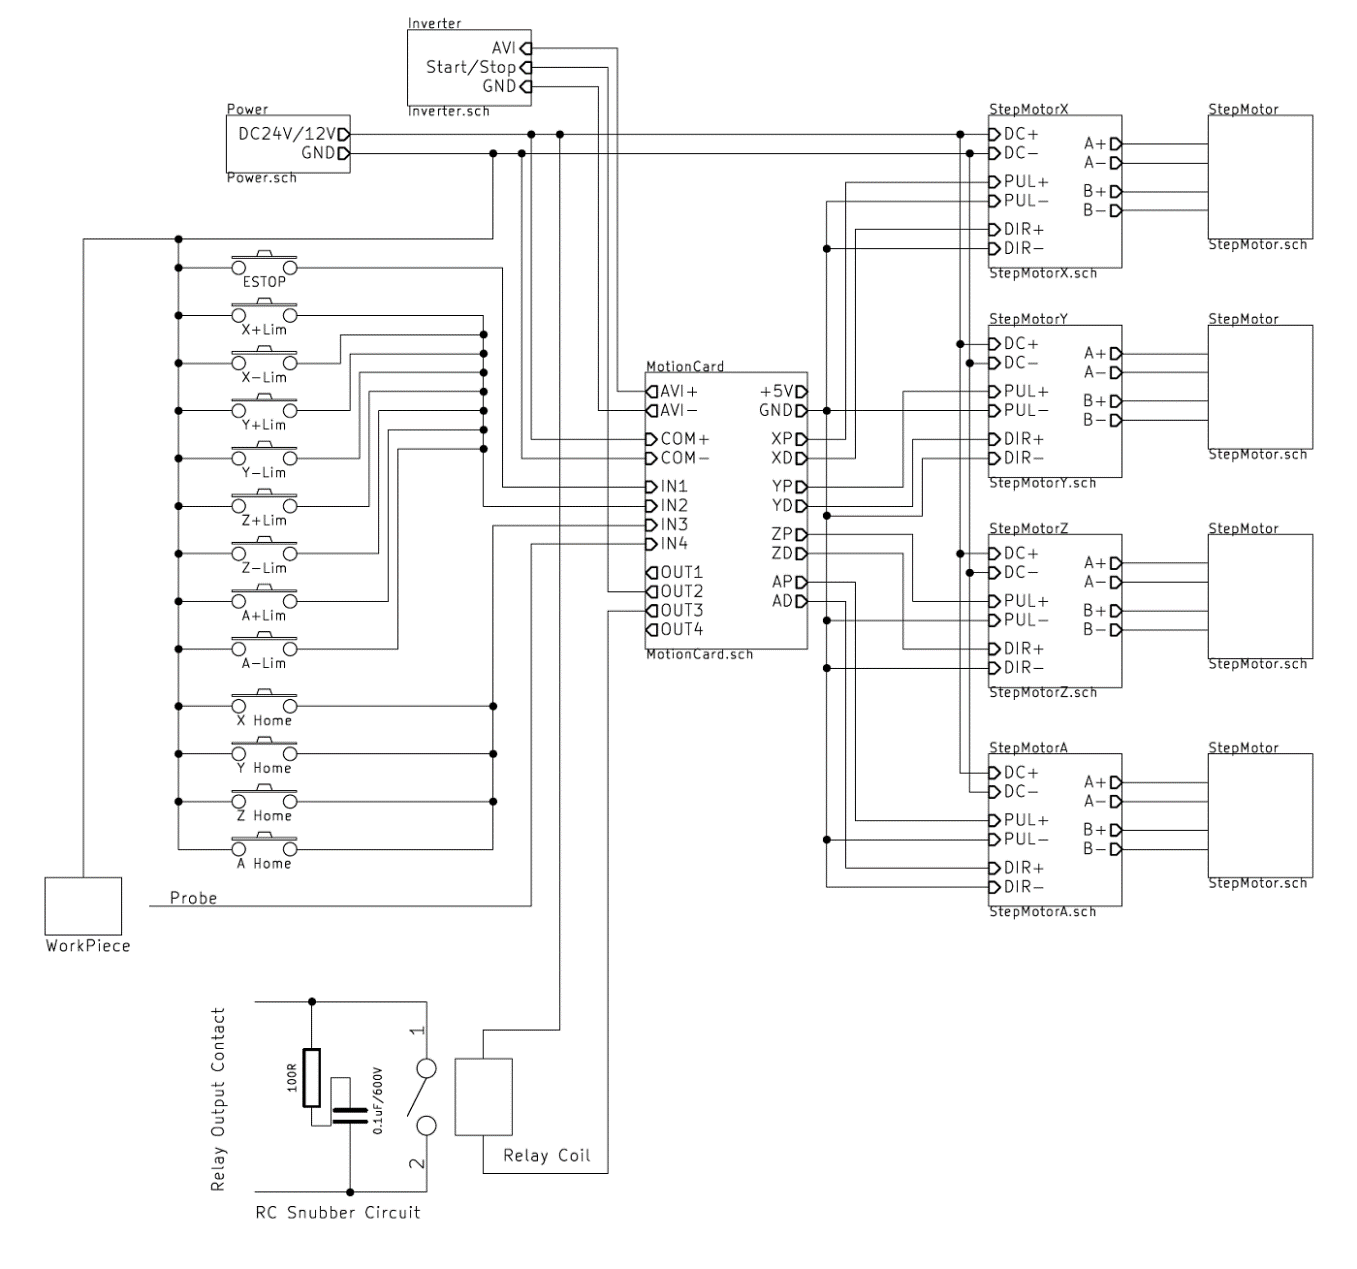 Inverter
AVI
Start/Stop
GND
Inverter.sch
Power
DC24V/12V
GND
Power.sch
ESTOP
X+Lim
X-Lim
Y+Lim
Y-Lim
Z+Lim
Z-Lim
A+Lim
A-Lim
X Home
Y Home
Z Home
A Home
Probe
WorkPiece
MotionCard
AVI+ +5V
AVI- GND
COM+ XP
COM- XD
IN1 YP
IN2 YD
IN3 ZP
IN4 ZD
OUT1 AP
OUT2 AD
OUT3
OUT4
MotionCard.sch
StepMotorX
DC+
DC-
PUL+
PUL-
DIR+
DIR-
A+
A-
B+
B-
StepMotorX.sch
StepMotor
StepMotor.sch
StepMotorY
DC+
DC-
PUL+
PUL-
DIR+
DIR-
A+
A-
B+
B-
StepMotorY.sch
StepMotor
StepMotor.sch
StepMotorZ
DC+
DC-
PUL+
PUL-
DIR+
DIR-
A+
A-
B+
B-
StepMotorZ.sch
StepMotor
StepMotor.sch
StepMotorA
DC+
DC-
PUL+
PUL-
DIR+
DIR-
A+
A-
B+
B-
StepMotorA.sch
StepMotor
StepMotor.sch
Relay Output Contact
100R
0.1uF/600V
1
2
Relay Coil
RC Snubber Circuit